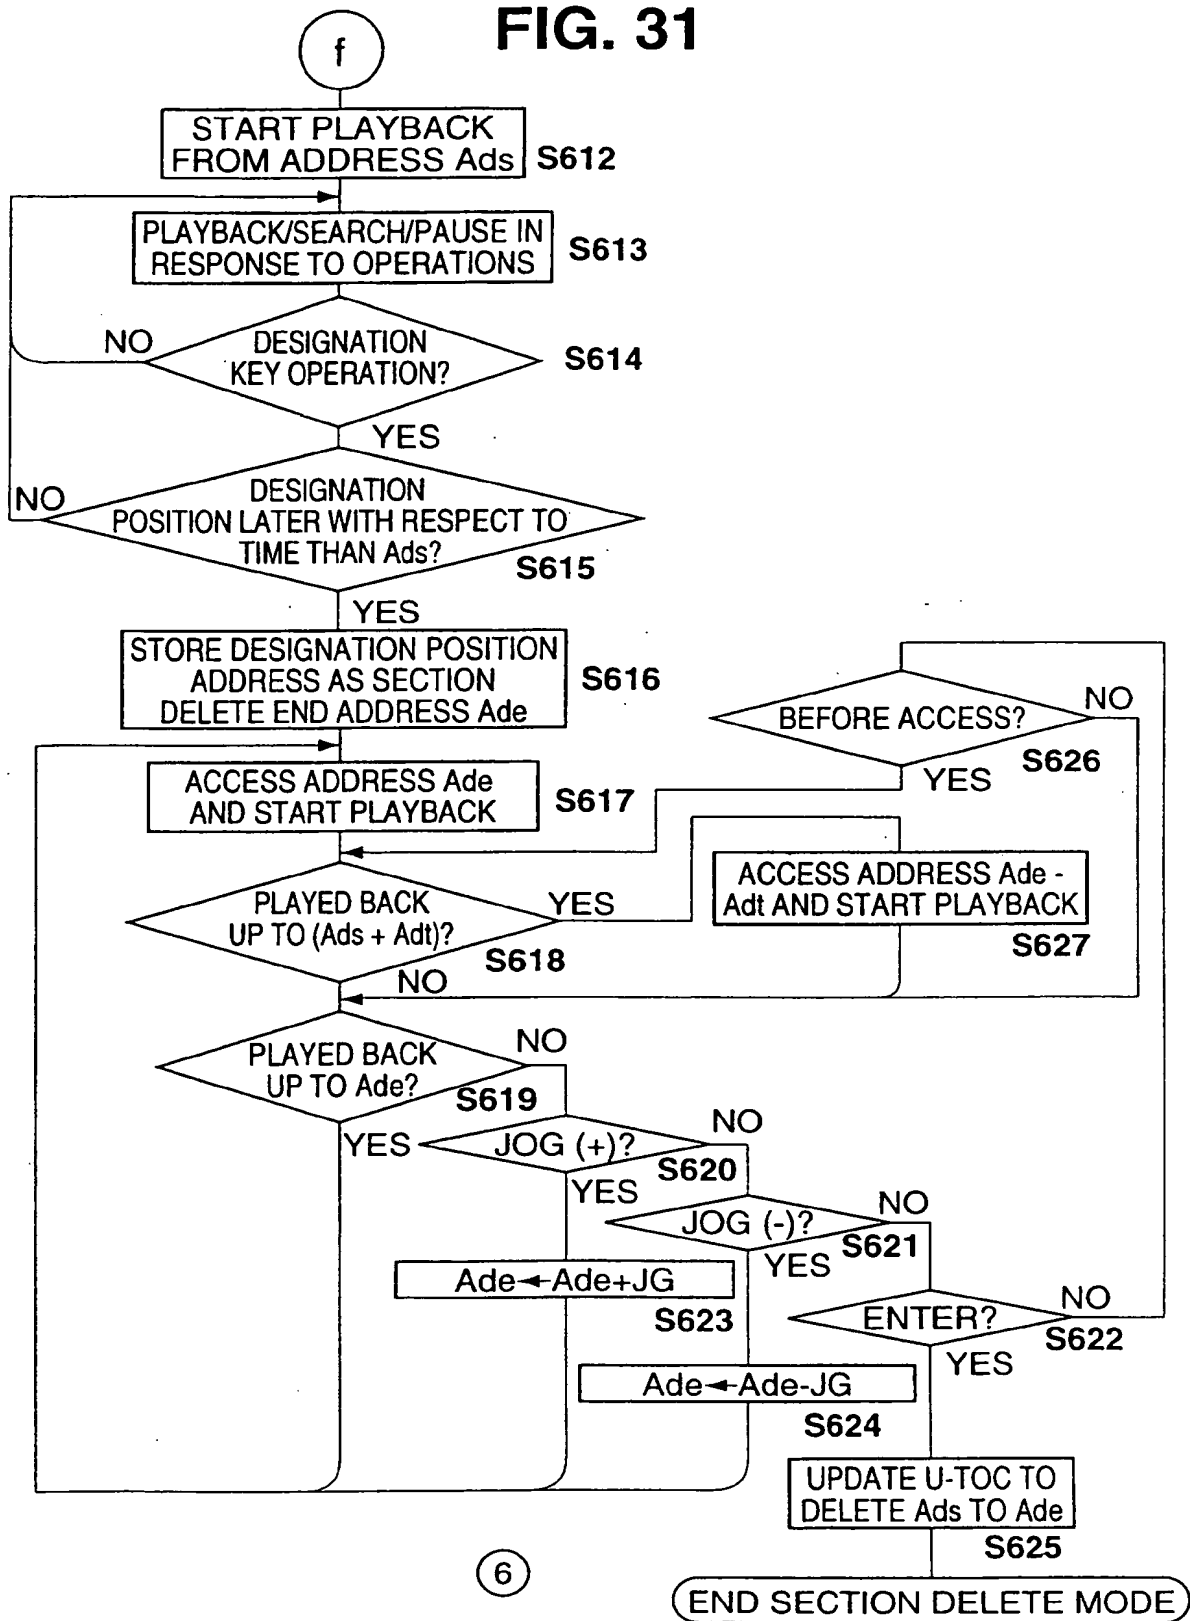 FIG. 31
f
START PLAYBACK
FROM ADDRESS Ads
S612
PLAYBACK/SEARCH/PAUSE IN
RESPONSE TO OPERATIONS
S613
DESIGNATION
KEY OPERATION?
S614
NO
YES
DESIGNATION
POSITION LATER WITH RESPECT TO
TIME THAN Ads?
S615
NO
YES
STORE DESIGNATION POSITION
ADDRESS AS SECTION
DELETE END ADDRESS Ade
S616
BEFORE ACCESS?
NO
S626
YES
ACCESS ADDRESS Ade
AND START PLAYBACK
S617
PLAYED BACK
UP TO (Ads + Adt)?
YES
S618
NO
ACCESS ADDRESS Ade -
Adt AND START PLAYBACK
S627
PLAYED BACK
UP TO Ade?
NO
S619
YES
JOG (+)?
NO
S620
YES
JOG (-)?
NO
S621
YES
Ade←Ade+JG
S623
ENTER?
NO
S622
YES
Ade←Ade-JG
S624
UPDATE U-TOC TO
DELETE Ads TO Ade
S625
6
END SECTION DELETE MODE